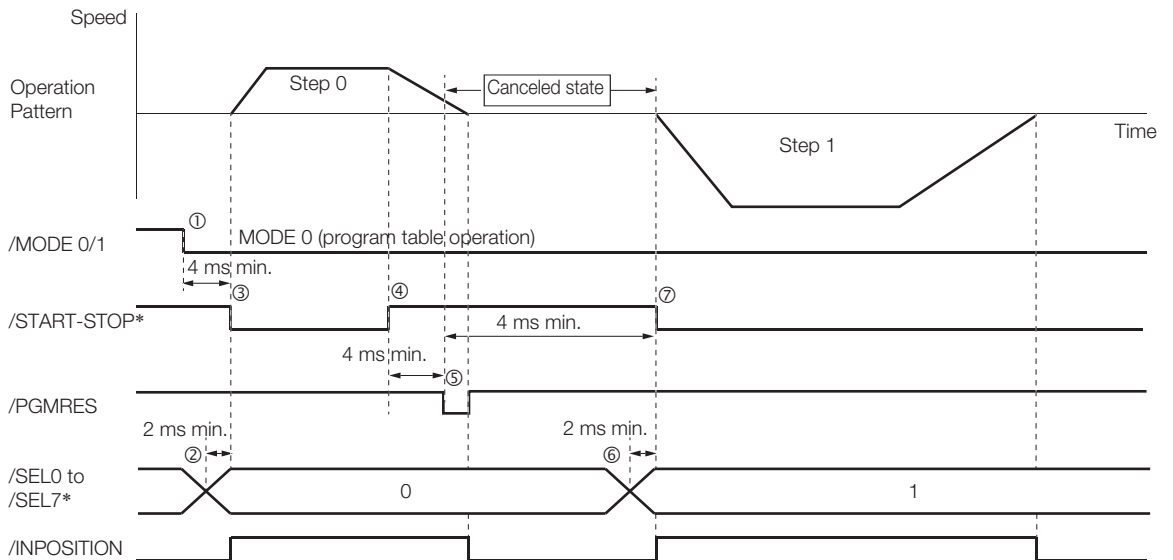 Speed
Operation
Pattern
Step 0
Canceled state
Step 1
Time
/MODE 0/1
①
MODE 0 (program table operation)
4 ms min.
/START-STOP*
③
④
⑦
4 ms min.
4 ms min.
⑤
/PGMRES
2 ms min.
②
2 ms min.
⑥
/SEL0 to
/SEL7*
0
1
/INPOSITION